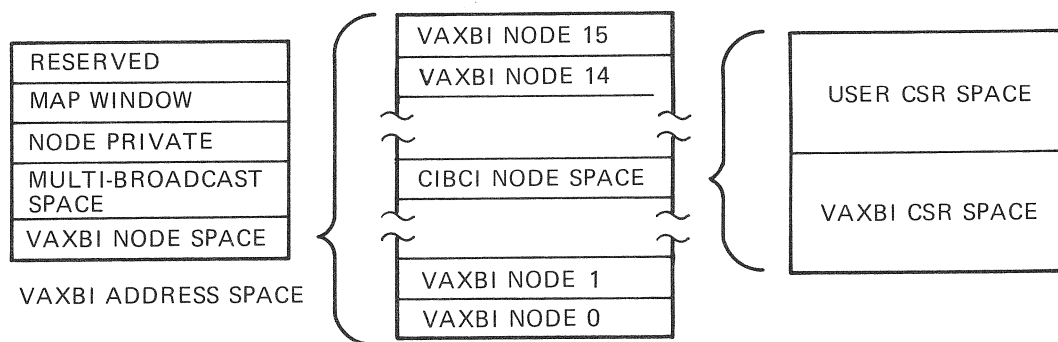 RESERVED
MAP WINDOW
NODE PRIVATE
MULTI-BROADCAST
SPACE
VAXBI NODE SPACE
VAXBI ADDRESS SPACE
VAXBI NODE 15
VAXBI NODE 14
CIBCI NODE SPACE
VAXBI NODE 1
VAXBI NODE 0
USER CSR SPACE
VAXBI CSR SPACE